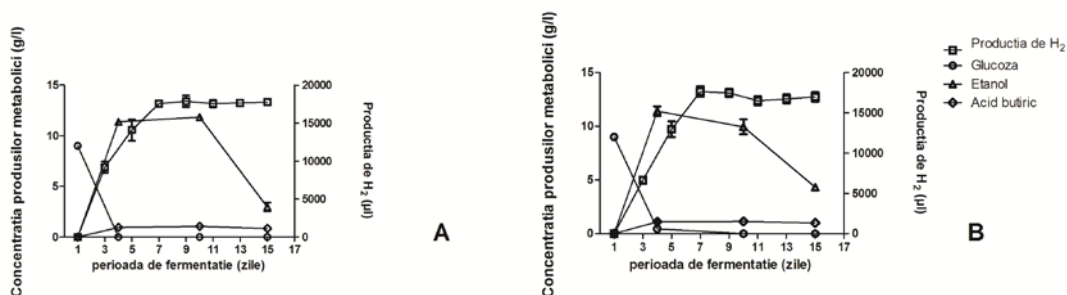 Concentratia produsilor metabolici (g/l)
15
10
5
0
20000
15000
10000
5000
0
Productia de H2
(µl)
1 3 5 7 9 11 13 15 17
perioada de fermentatie (zile)
A
Concentratia produsilor metabolici (g/l)
15
10
5
0
20000
15000
10000
5000
0
Productia de H2
(µl)
1 3 5 7 9 11 13 15 17
perioada de fermentatie (zile)
B
Productia de H2
Glucoza
Etanol
Acid butiric